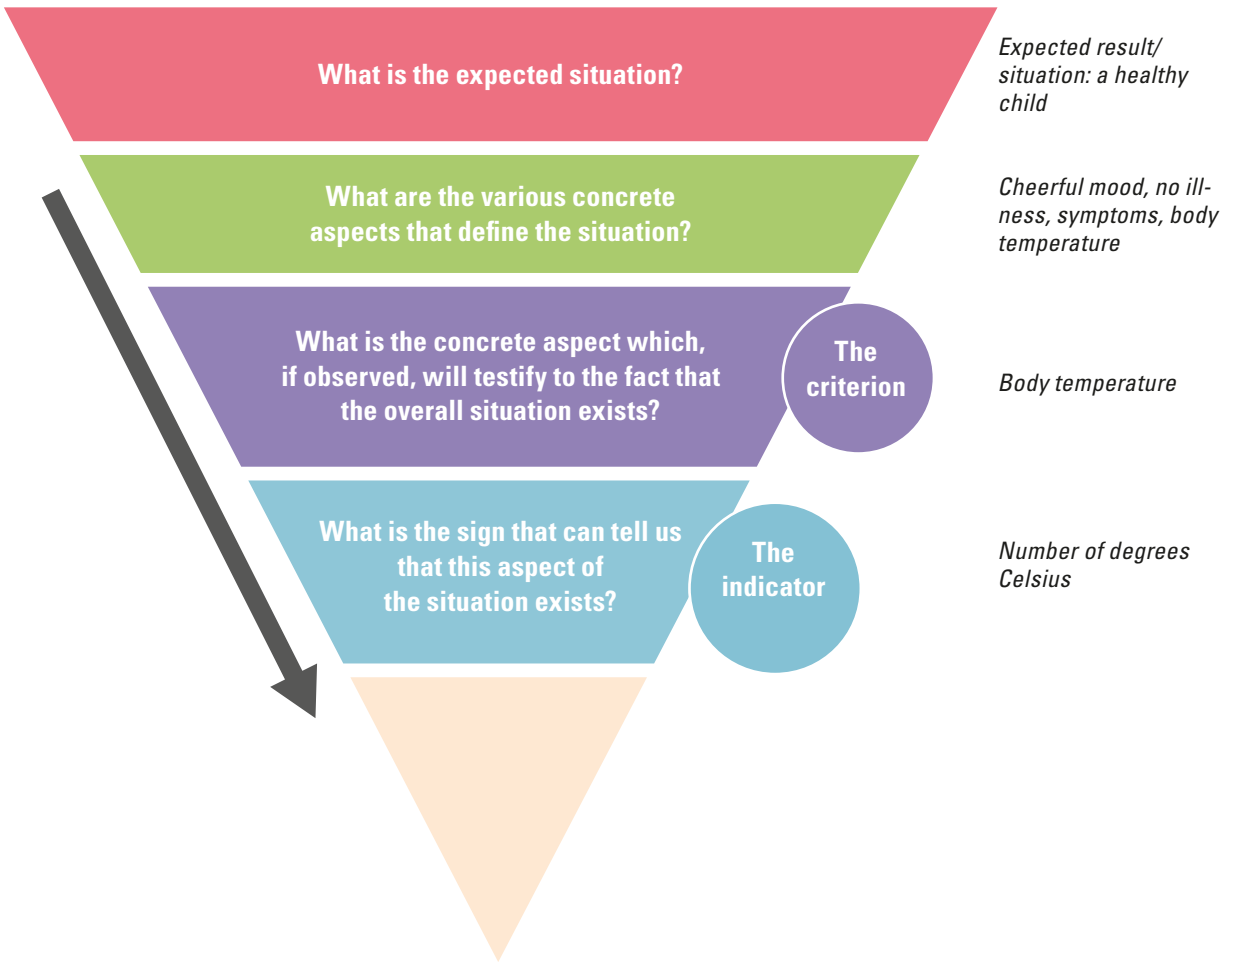 What is the expected situation?
Expected result/
situation: a healthy
child
What are the various concrete
aspects that define the situation?
Cheerful mood, no ill-
ness, symptoms, body
temperature
What is the concrete aspect which,
if observed, will testify to the fact that
the overall situation exists?
The
criterion
Body temperature
What is the sign that can tell us
that this aspect of
the situation exists?
The
indicator
Number of degrees
Celsius